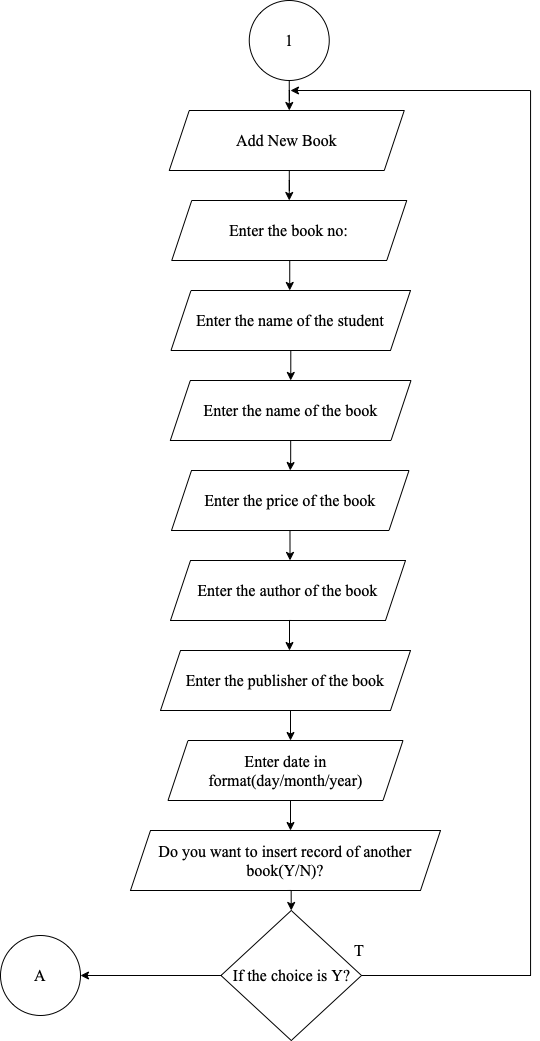 1
Add New Book
Enter the book no:
Enter the name of the student
Enter the name of the book
Enter the price of the book
Enter the author of the book
Enter the publisher of the book
Enter date in
format(day/month/year)
Do you want to insert record of another
book(Y/N)?
T
A
If the choice is Y?